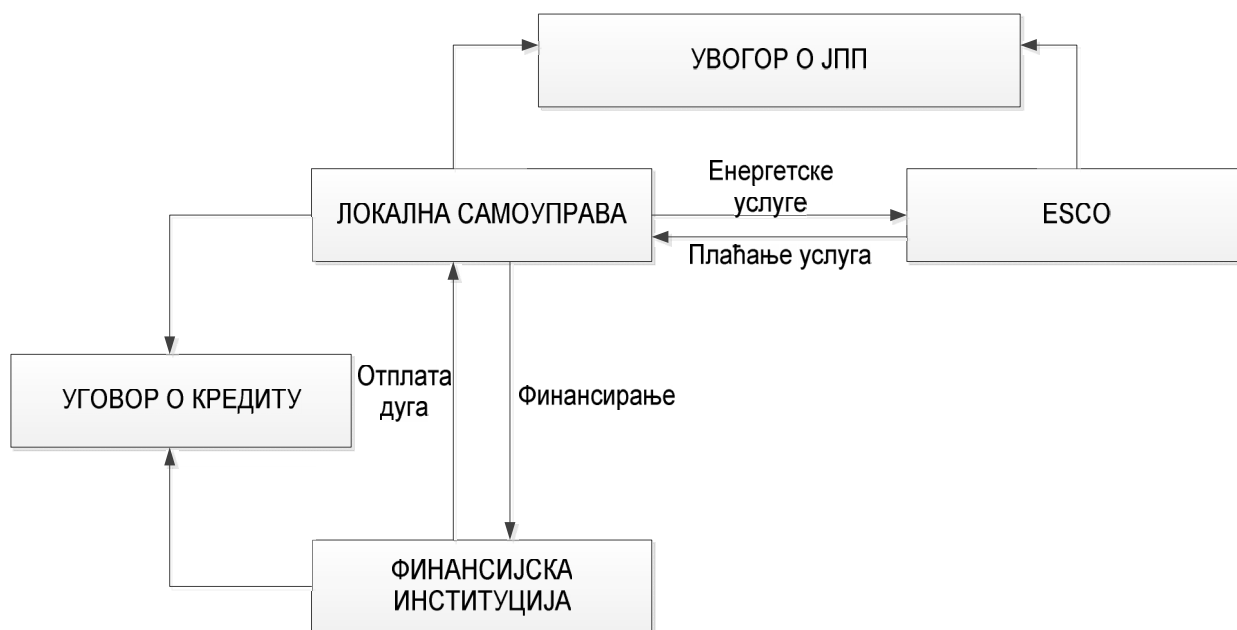 УВОГОР О ЈПП
Енергетске
услуге
ЛОКАЛНА САМОУПРАВА
ESCO
Плаћање услуга
УГОВОР О КРЕДИТУ
Отплата
дуга
Финансирање
ФИНАНСИЈСКА
ИНСТИТУЦИЈА